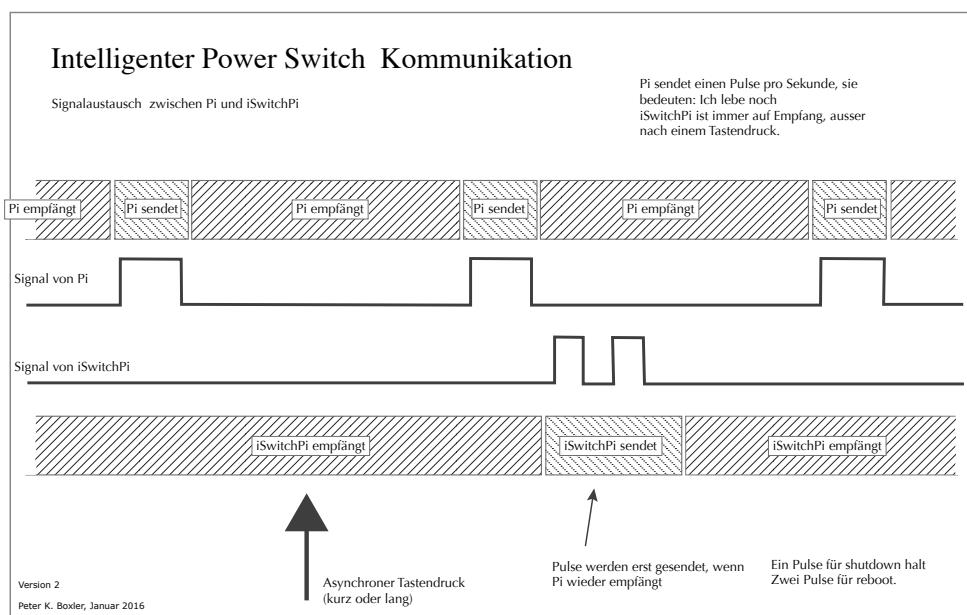 Intelligenter Power Switch Kommunikation
Signalaustausch zwischen Pi und iSwitchPi
Pi sendet einen Pulse pro Sekunde, sie
bedeuten: Ich lebe noch
iSwitchPi ist immer auf Empfang, ausser
nach einem Tastendruck.
Pi empfängt
Pi sendet
Pi empfängt
Pi sendet
Pi empfängt
Pi sendet
Signal von Pi
Signal von iSwitchPi
iSwitchPi empfängt
iSwitchPi sendet
iSwitchPi empfängt
Asynchroner Tastendruck
(kurz oder lang)
Pulse werden erst gesendet, wenn
Pi wieder empfängt
Ein Pulse für shutdown halt
Zwei Pulse für reboot.
Version 2
Peter K. Boxler, Januar 2016